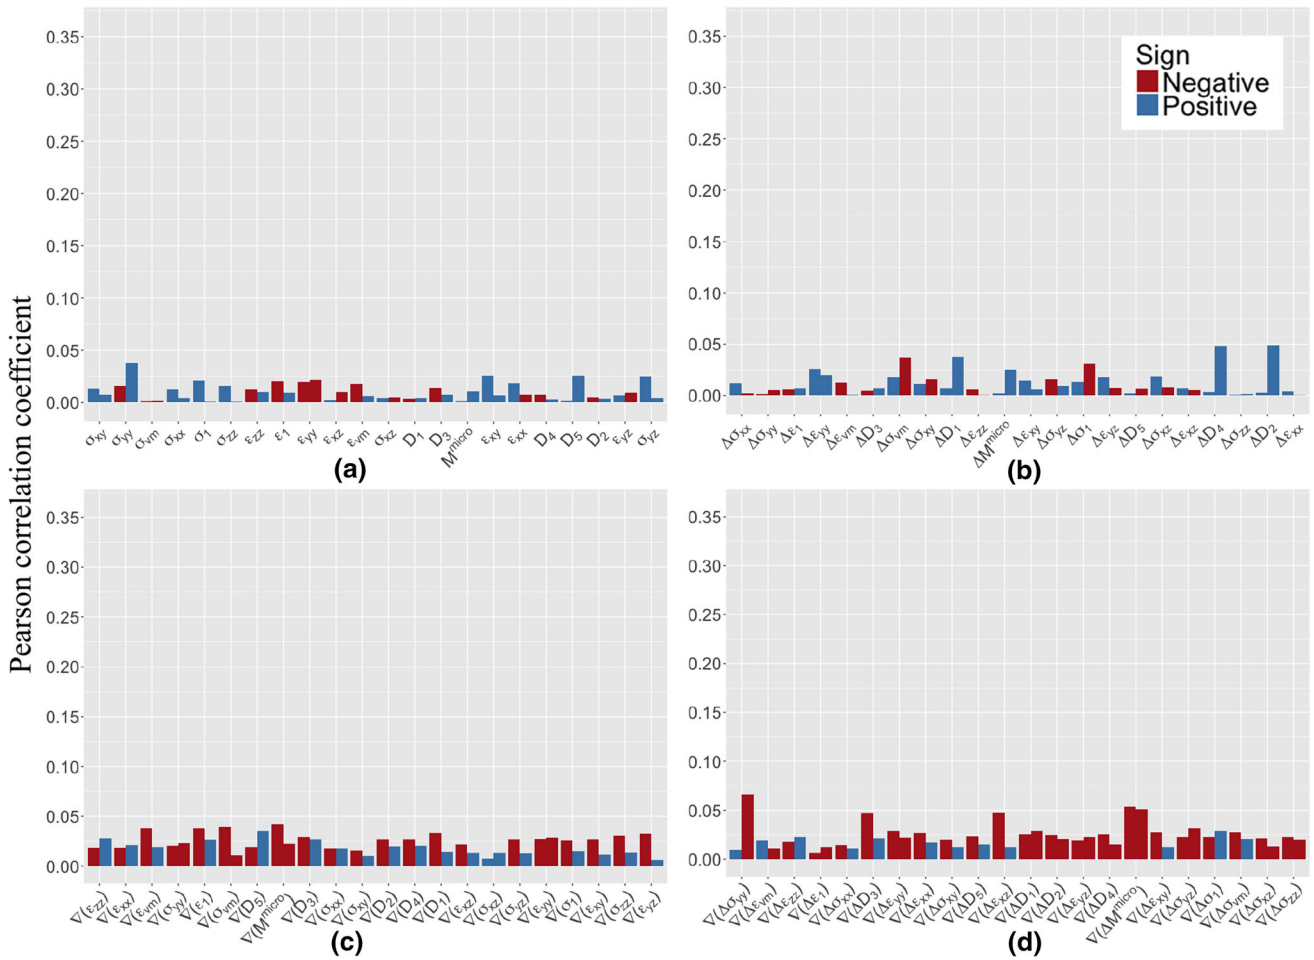 Pearson correlation coefficient
0.35
0.30
0.25
0.20
0.15
0.10
0.05
0.00
σxy σyy σvm σxx σ1 σzz εzz ε1 εyy εxz εvm σxz D1 D3 Mmicro εxy εxx D4 D5 D2 εyz σyz
(a)
0.35
0.30
0.25
0.20
0.15
0.10
0.05
0.00
Sign
Negative
Positive
Δσxx Δσyy Δε1 Δεyy Δεvm ΔD3 Δσvm Δσxy ΔD1 Δεzz ΔMmicro Δεxy Δσyz Δσ1 Δεyz ΔD5 Δσxz Δεxz ΔD4 Δσzz ΔD2 Δεxx
(b)
0.35
0.30
0.25
0.20
0.15
0.10
0.05
0.00
∇(εzz) ∇(εxx) ∇(εvm) ∇(σyy) ∇(ε1) ∇(σvm) ∇(D5) ∇(Mmicro) ∇(D3) ∇(σxx) ∇(σxy) ∇(D2) ∇(D4) ∇(D1) ∇(εxz) ∇(σxz) ∇(σyz) ∇(εyy) ∇(σ1) ∇(εxy) ∇(σzz) ∇(εyz)
(c)
0.35
0.30
0.25
0.20
0.15
0.10
0.05
0.00
∇(Δσyy) ∇(Δεvm) ∇(Δεzz) ∇(Δε1) ∇(Δσxx) ∇(ΔD3) ∇(Δεyy) ∇(Δεxx) ∇(Δσxy) ∇(ΔD5) ∇(Δεxz) ∇(ΔD1) ∇(ΔD2) ∇(Δεyz) ∇(ΔD4) ∇(ΔMmicro) ∇(Δεxy) ∇(Δσyz) ∇(Δσ1) ∇(Δσvm) ∇(Δσxz) ∇(Δσzz)
(d)